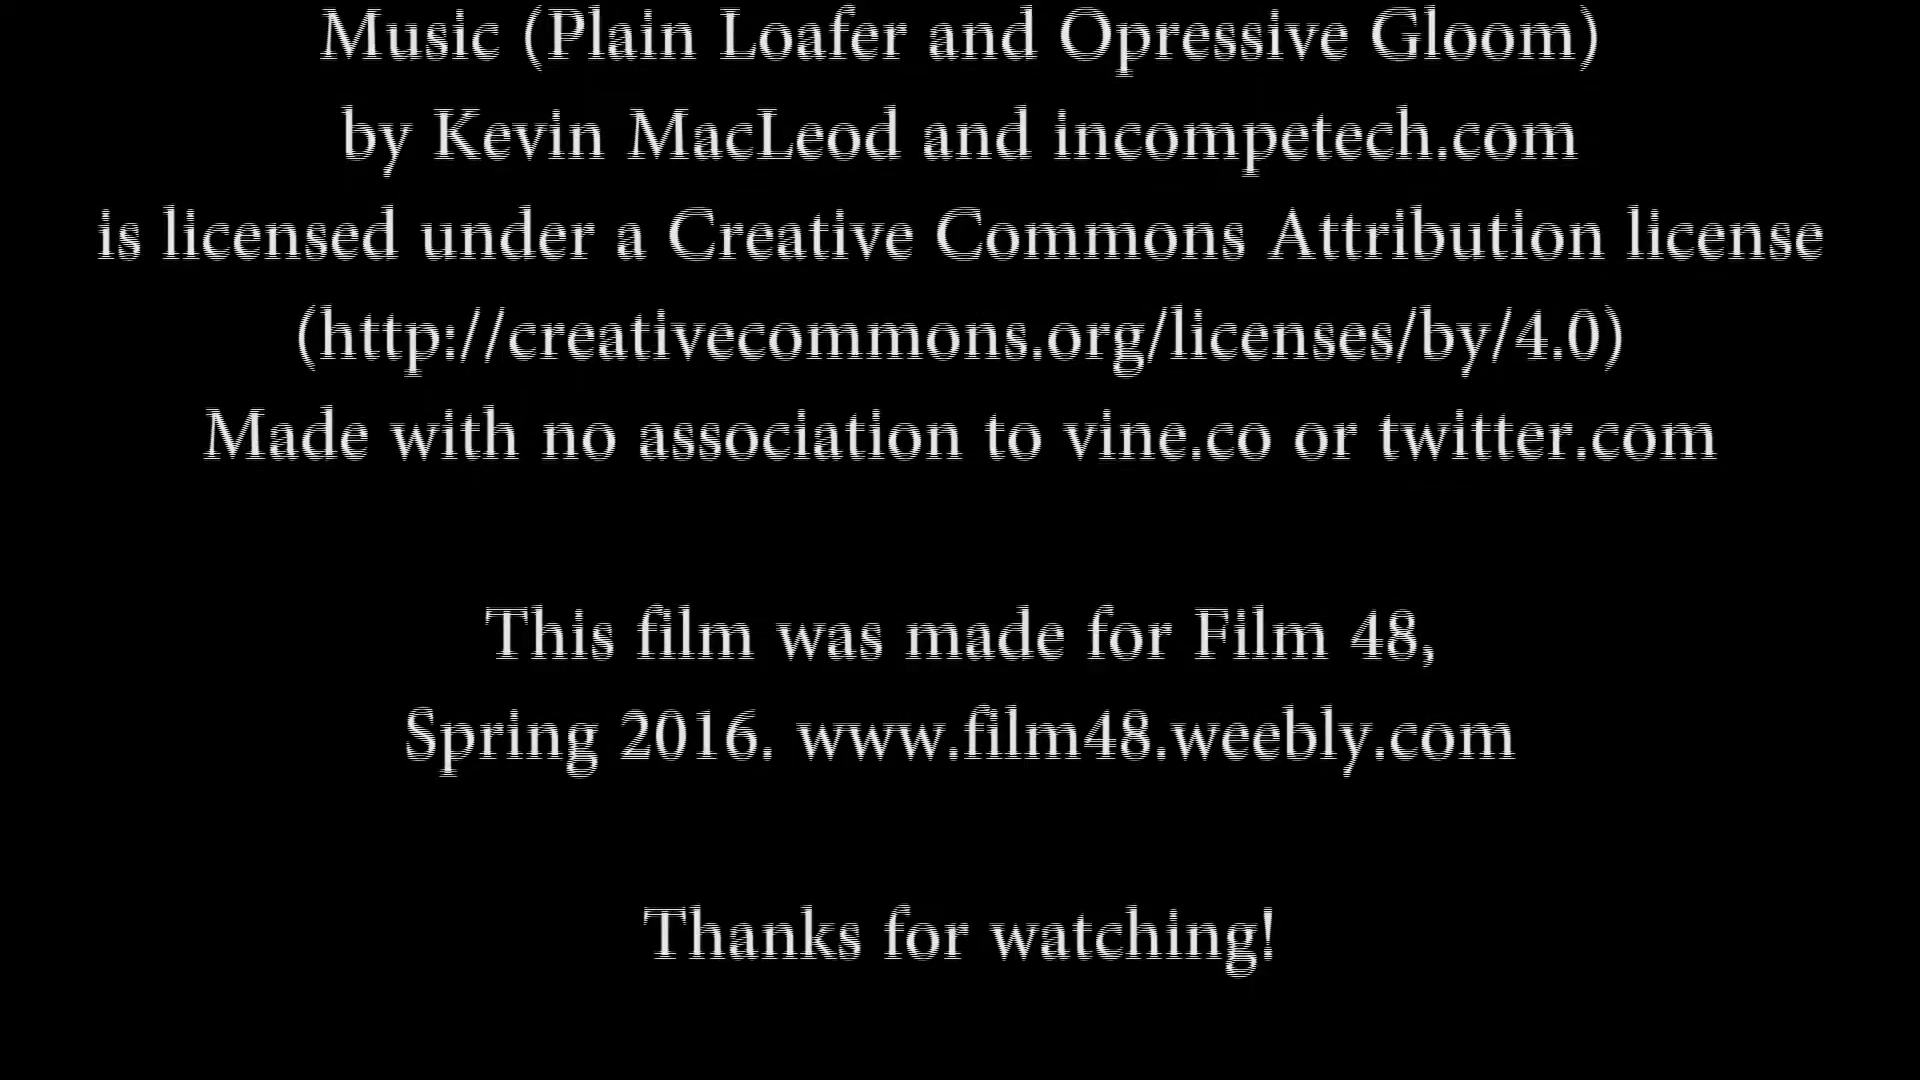 Music (Plain Loafer and Opressive Gloom)
by Kevin MacLeod and incompetech.com
is licensed under a Creative Commons Attribution license
(http://creativecommons.org/licenses/by/4.0)
Made with no association to vine.co or twitter.com
This film was made for Film 48,
Spring 2016. www.film48.weebly.com
Thanks for watching!